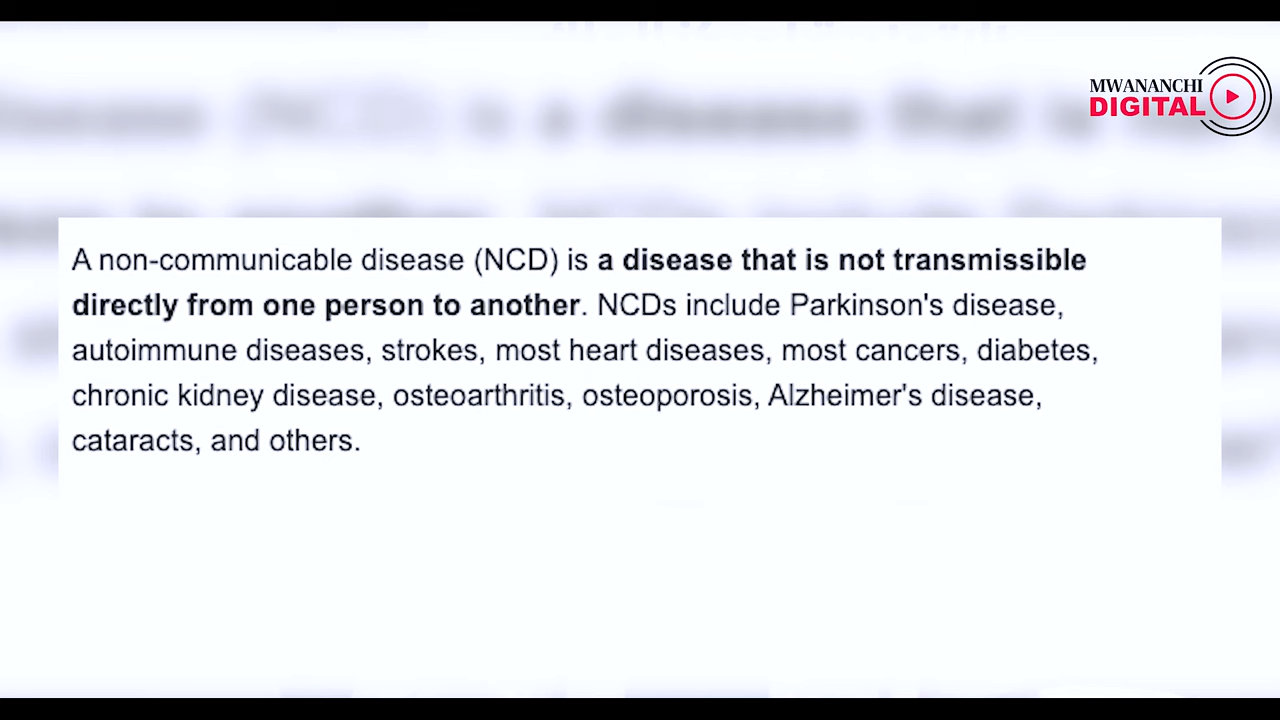 MWANANCHI
DIGITAL
A non-communicable disease (NCD) is a disease that is not transmissible
directly from one person to another. NCDs include Parkinson's disease,
autoimmune diseases, strokes, most heart diseases, most cancers, diabetes,
chronic kidney disease, osteoarthritis, osteoporosis, Alzheimer's disease,
cataracts, and others.